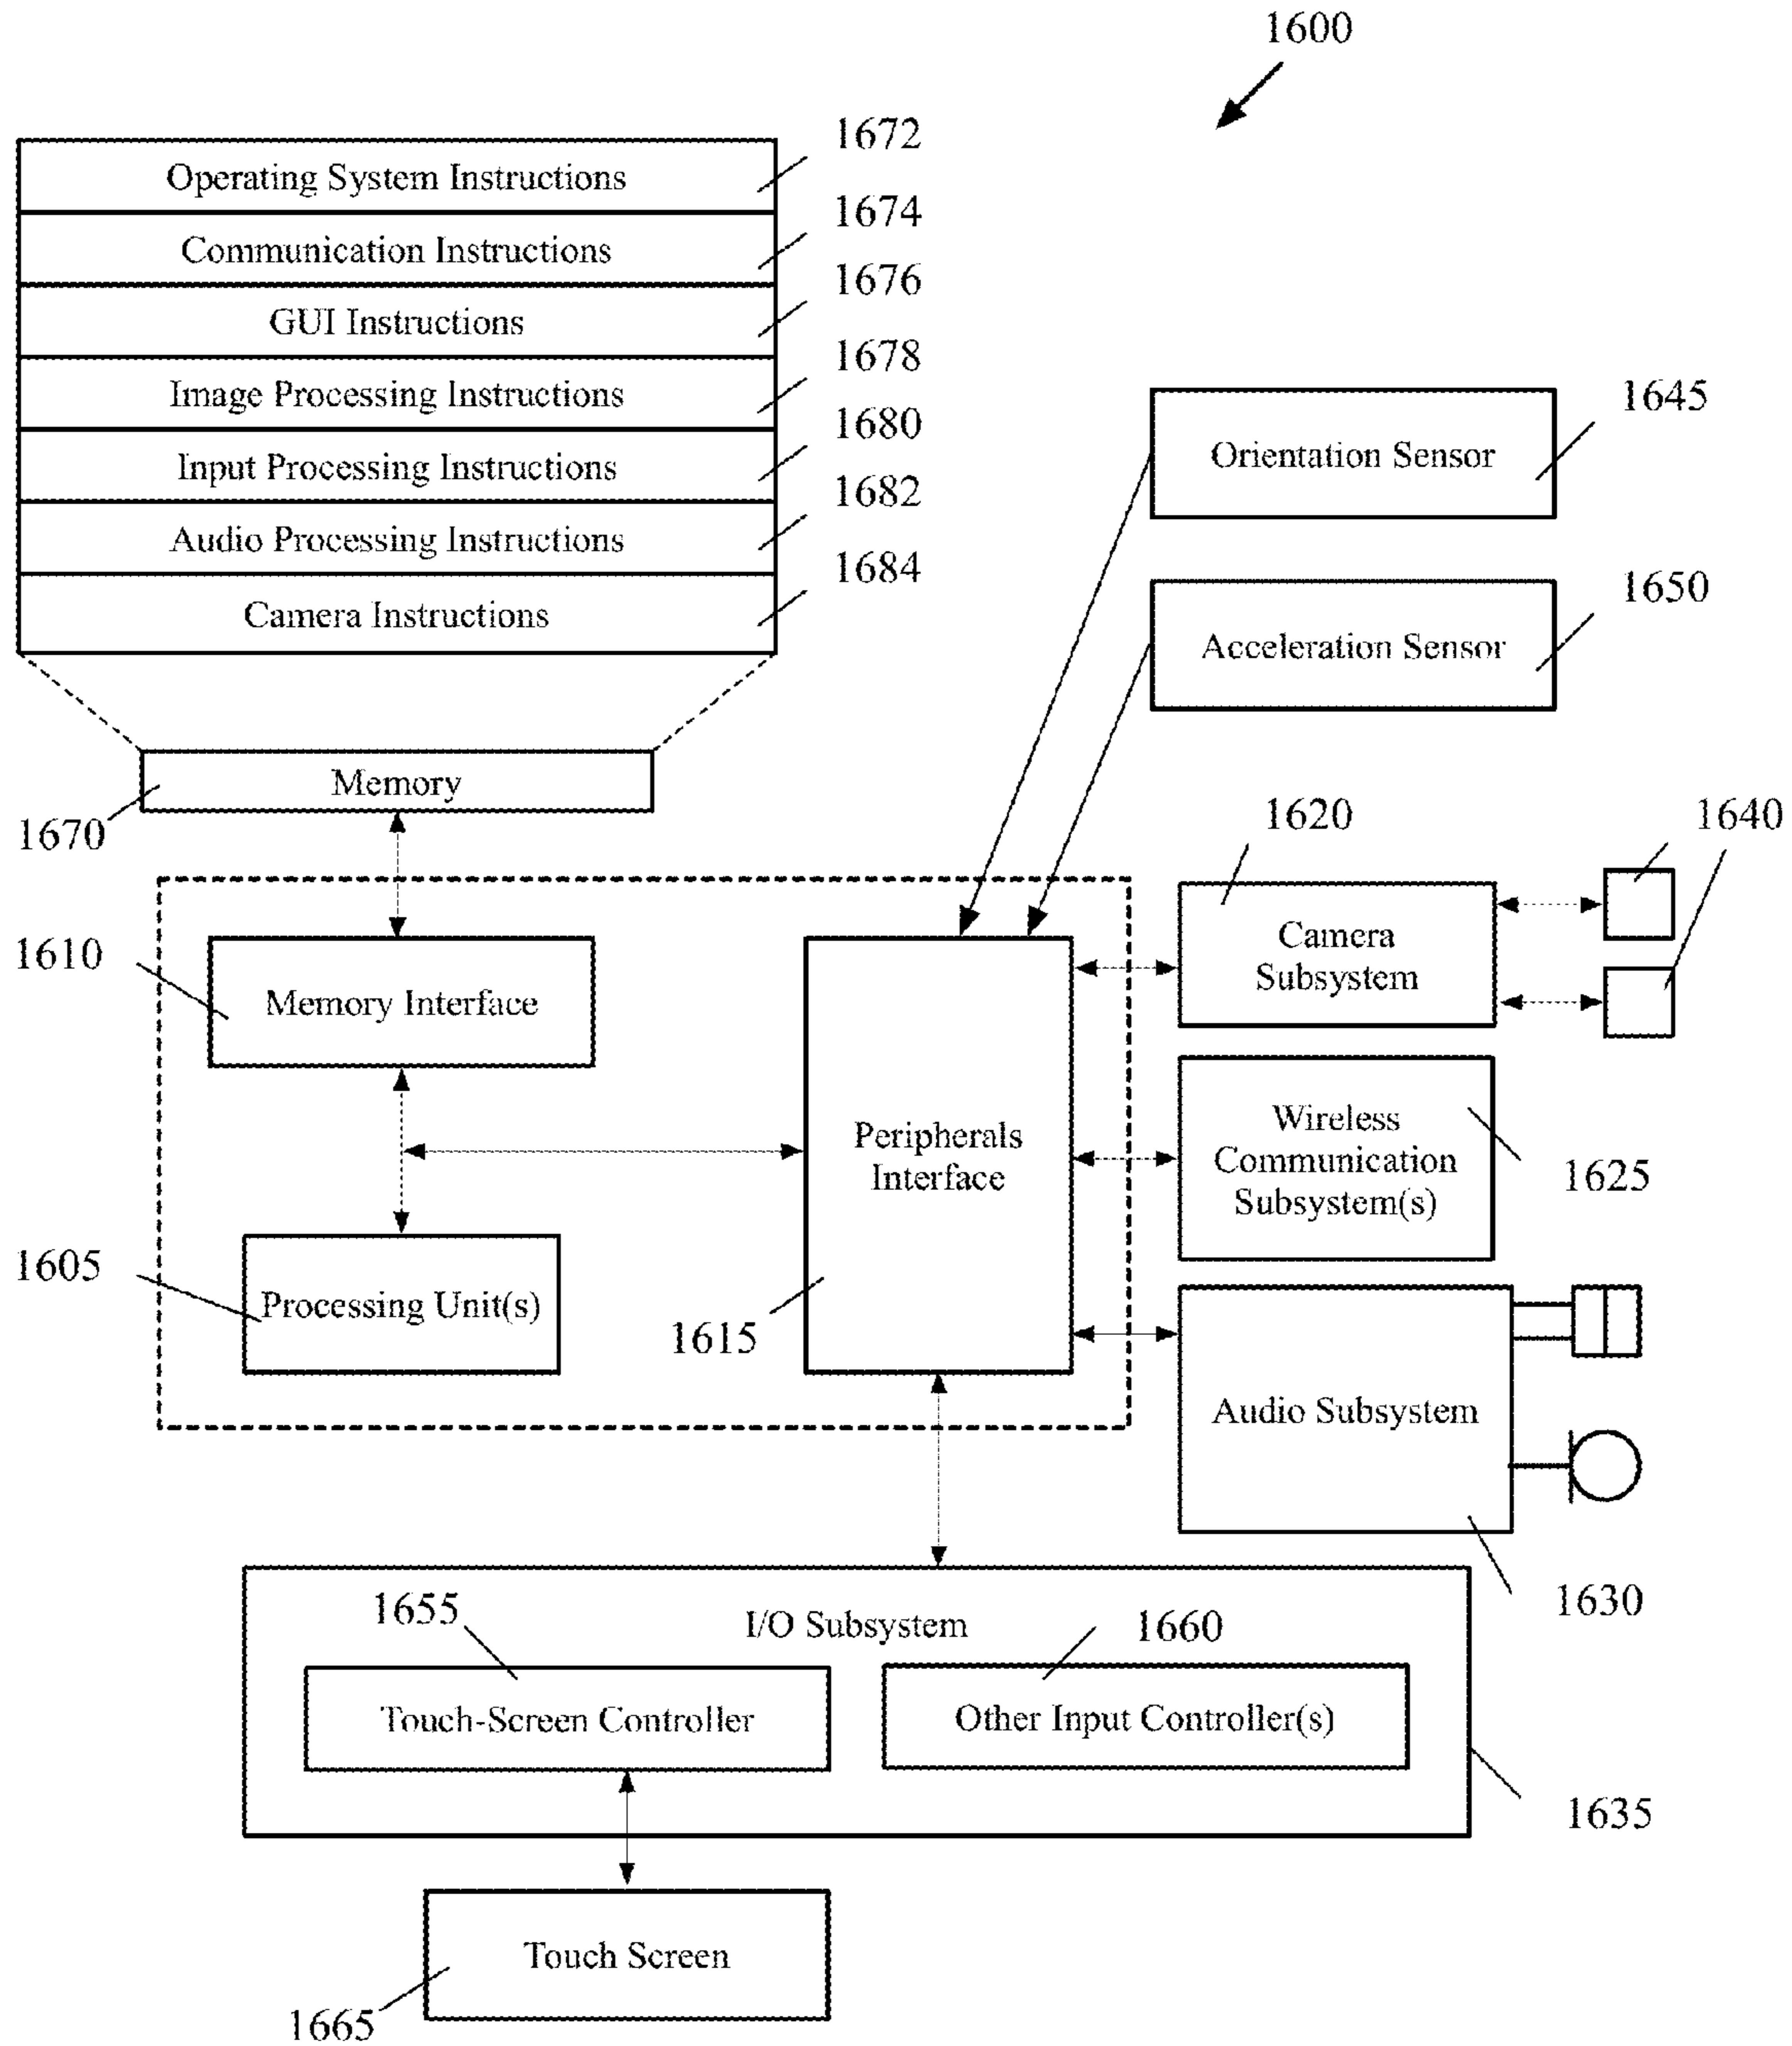 1600
1672
Operating System Instructions
1674
Communication Instructions
1676
GUI Instructions
1678
Image Processing Instructions
1680
Input Processing Instructions
1682
Audio Processing Instructions
1684
Camera Instructions
1645
Orientation Sensor
1650
Acceleration Sensor
Memory
1670
1620
1640
Camera
Subsystem
1610
Memory Interface
Peripherals
Interface
1615
Wireless
Communication
Subsystem(s)
1625
1605
Processing Unit(s)
Audio Subsystem
1630
I/O Subsystem
1655
1660
Touch-Screen Controller
Other Input Controller(s)
1635
Touch Screen
1665